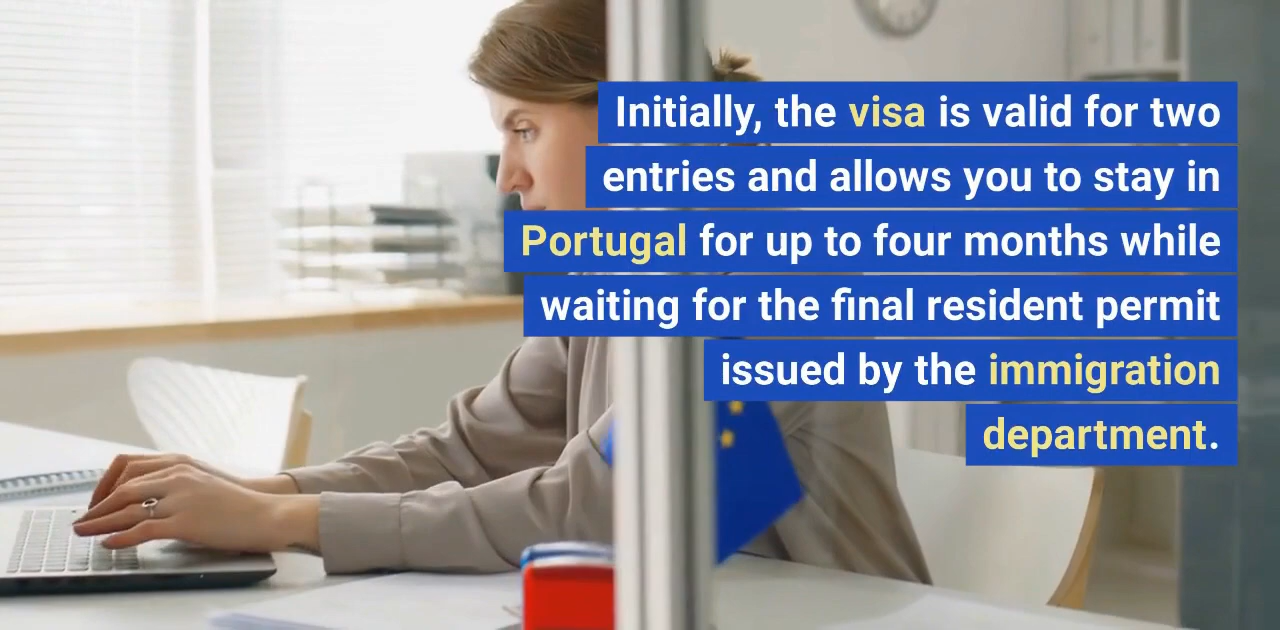 Initially, the visa is valid for two
entries and allows you to stay in
Portugal for up to four months while
waiting for the final resident permit
issued by the immigration
department.